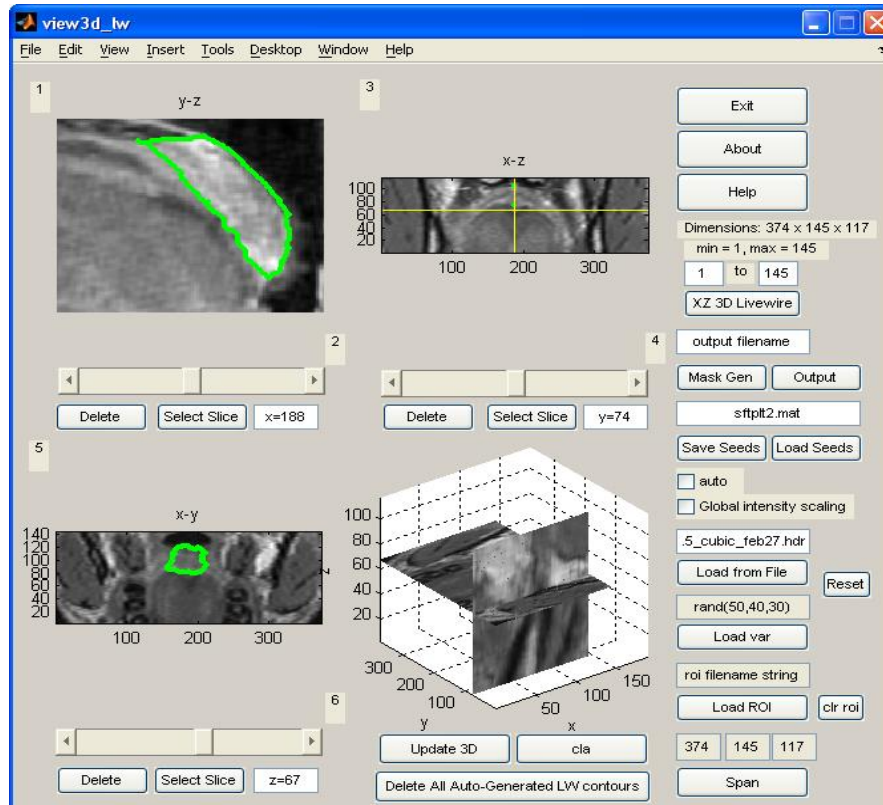 view3d_lw
File Edit View Insert Tools Desktop Window Help
1
y-z
2
Delete Select Slice x=188
3
x-z
100
80
60
40
20
100 200 300
4
Delete Select Slice y=74
5
x-y
140
120
100
80
60
40
20
100 200 300
6
Delete Select Slice z=67
z
100
80
60
40
20
300
200
100
y
50
100
150
x
Update 3D cla
Delete All Auto-Generated LW contours
Exit
About
Help
Dimensions: 374 x 145 x 117
min = 1, max = 145
1 to 145
XZ 3D Livewire
output filename
Mask Gen Output
sftplt2.mat
Save Seeds Load Seeds
auto
Global intensity scaling
.5_cubic_feb27.hdr
Load from File
Reset
rand(50,40,30)
Load var
roi filename string
Load ROI clr roi
374 145 117
Span